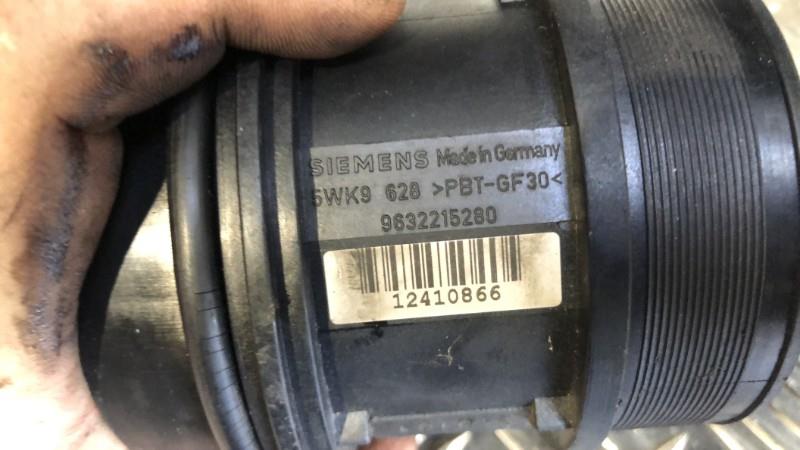 SIEMENS Made in Germany
5WK9 628 >PBT-GF30<
9632215280
12410866